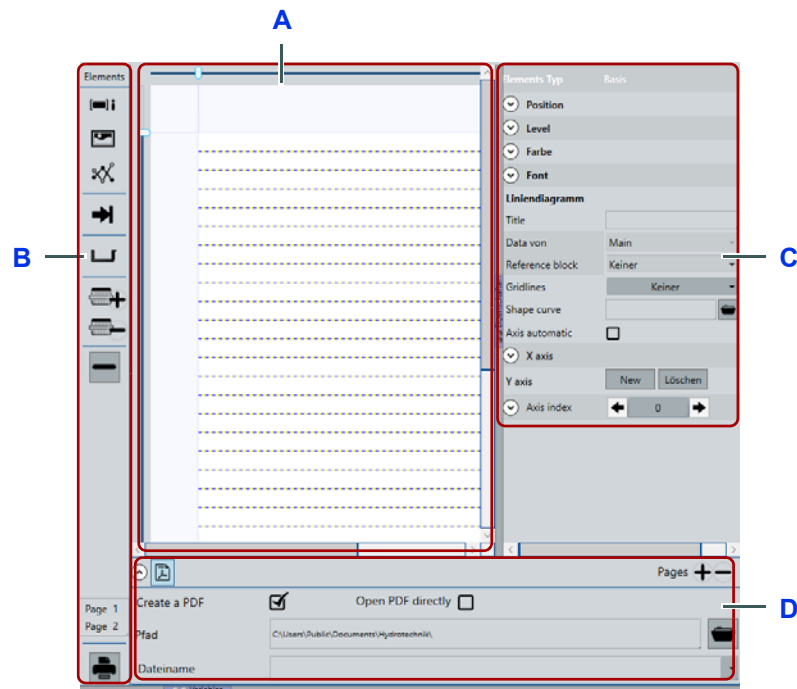 A
Elements
Elements Typ Basis
Position
Level
Farbe
Font
Liniendiagramm
Title
B
Data von Main
C
Reference block Keiner
Gridlines Keiner
Shape curve
Axis automatic
X axis
Y axis New Löschen
Axis index 0
Pages
Create a PDF Open PDF directly
D
Page 1
Page 2
Pfad C:\Users\Public\Documents\Hydrotechnik\
Dateiname
Variables